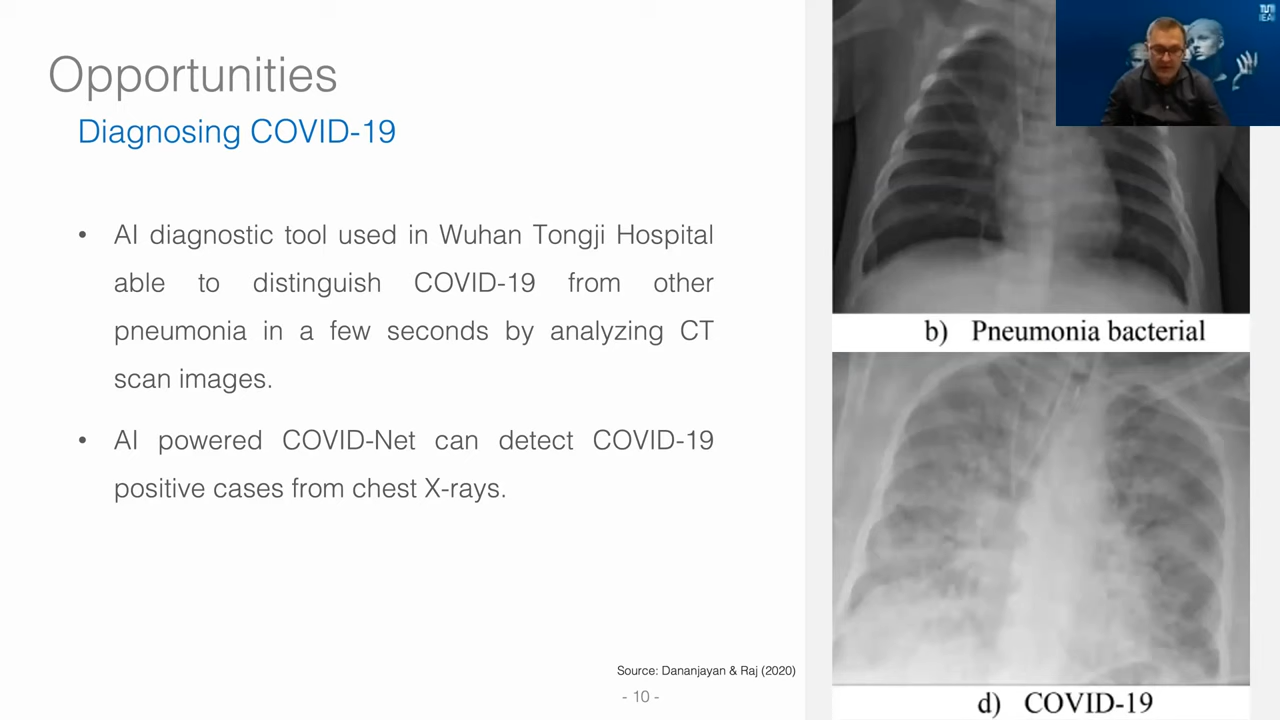 Opportunities
Diagnosing COVID-19
• AI diagnostic tool used in Wuhan Tongji Hospital
able to distinguish COVID-19 from other
pneumonia in a few seconds by analyzing CT
scan images.
• AI powered COVID-Net can detect COVID-19
positive cases from chest X-rays.
Source: Dananjayan & Raj (2020)
- 10 -
b) Pneumonia bacterial
d) COVID-19